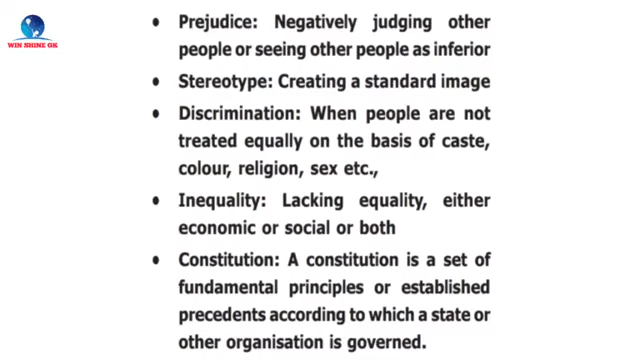 WIN SHINE GK
• Prejudice: Negatively judging other
people or seeing other people as inferior
• Stereotype: Creating a standard image
• Discrimination: When people are not
treated equally on the basis of caste,
colour, religion, sex etc.,
• Inequality: Lacking equality, either
economic or social or both
• Constitution: A constitution is a set of
fundamental principles or established
precedents according to which a state or
other organisation is governed.